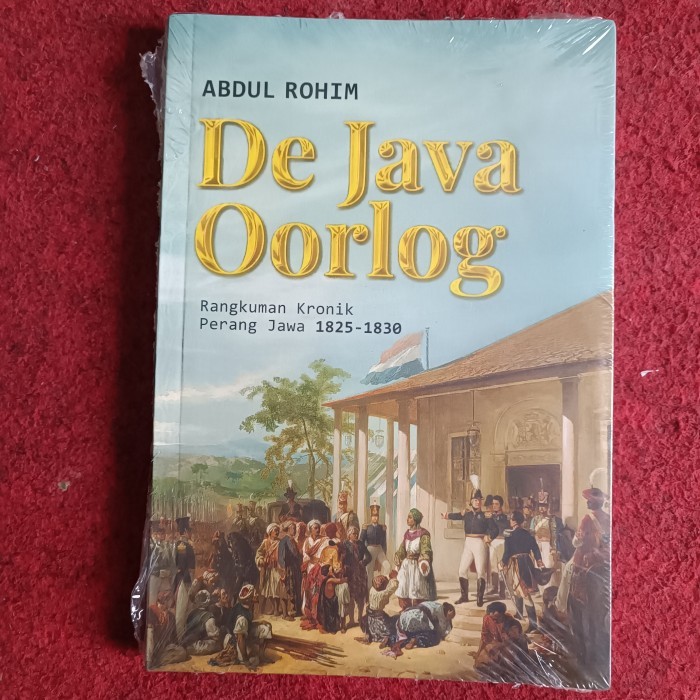 ABDUL ROHIM
De Java
Oorlog
Rangkuman Kronik
Perang Jawa 1825-1830